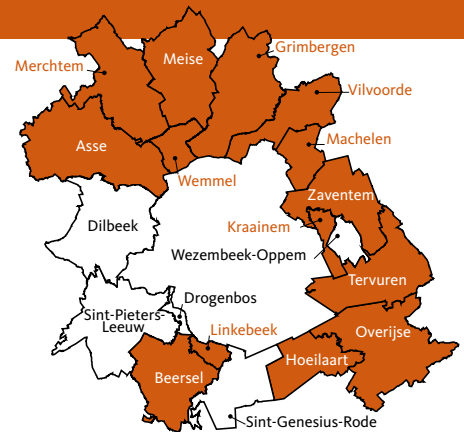 Grimbergen
Meise
Merchtem
Vilvoorde
Machelen
Asse
Wemmel
Zaventem
Dilbeek
Kraainem
Wezembeek-Oppem
Tervuren
Drogenbos
Sint-Pieters-
Leeuw
Linkebeek
Overijse
Hoeilaart
Beersel
Sint-Genesius-Rode